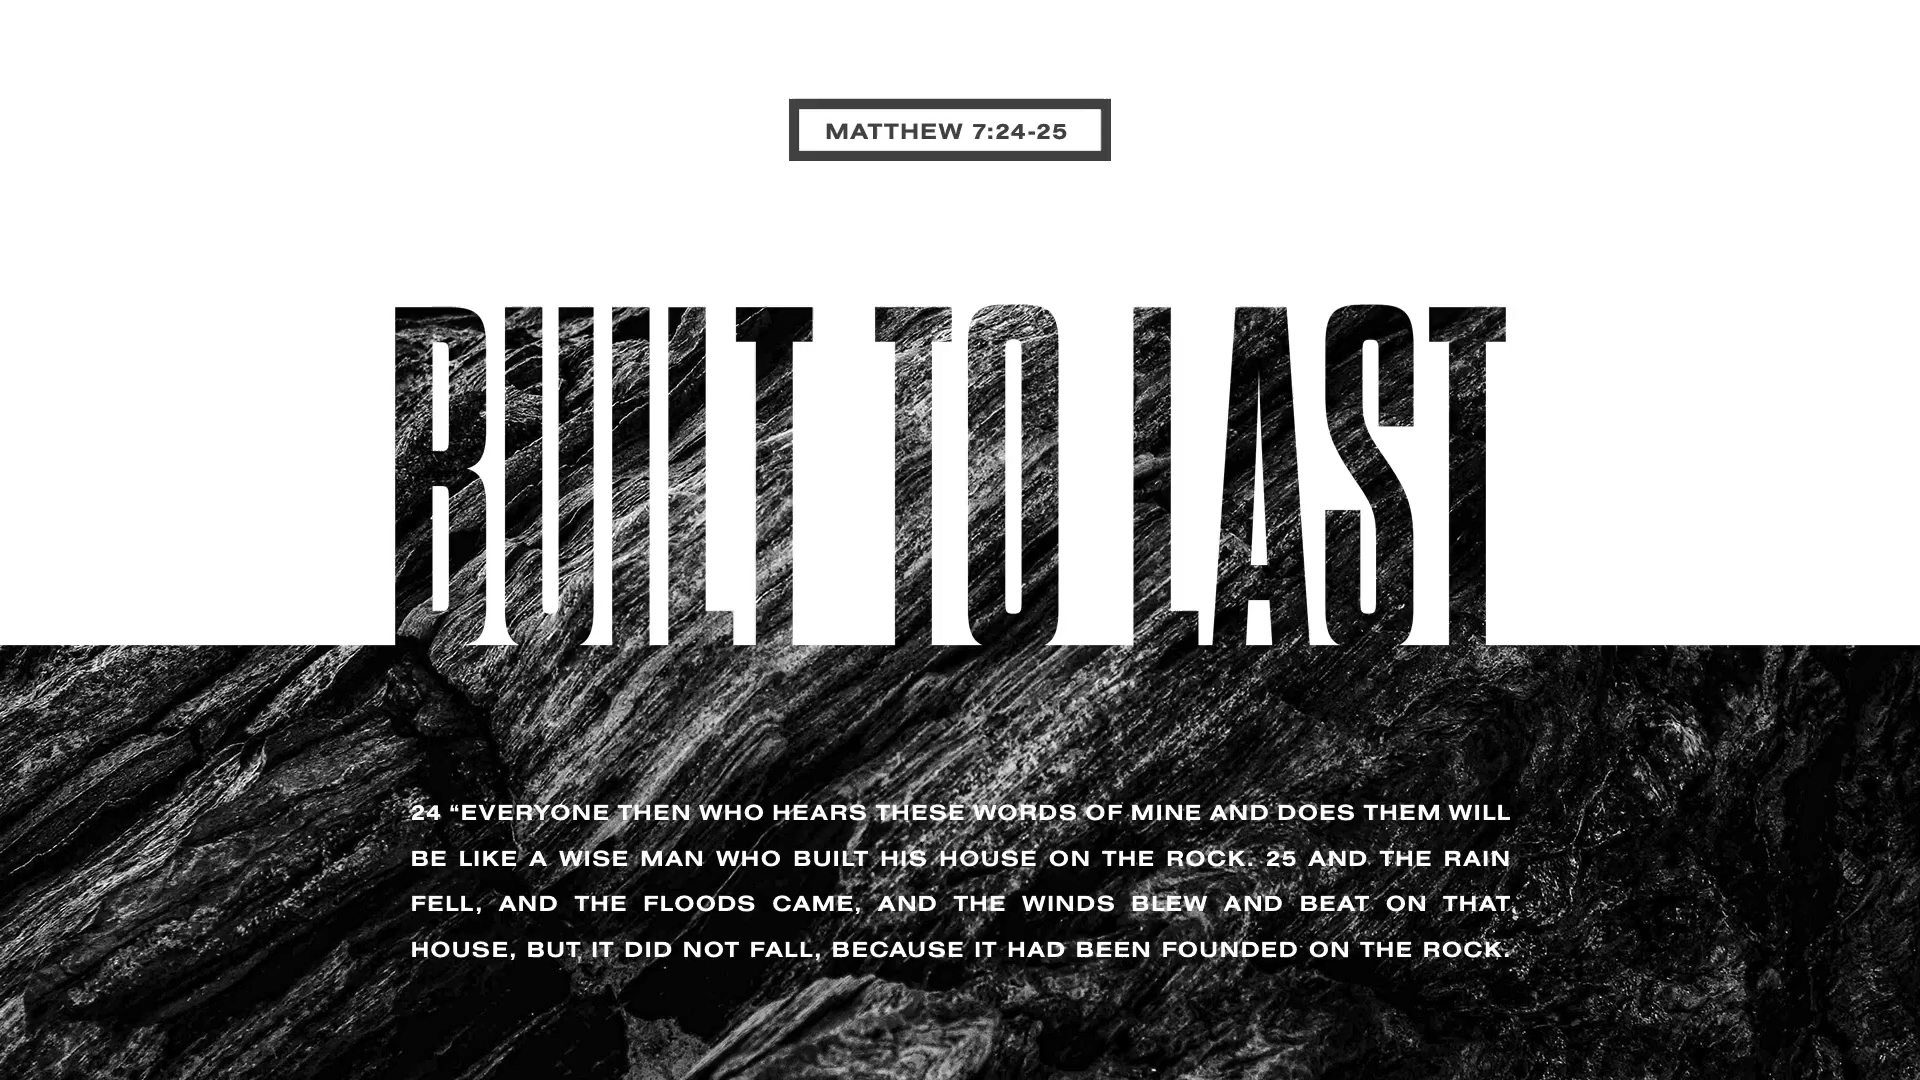 MATTHEW 7:24-25
BUILT TO LAST
24 “EVERYONE THEN WHO HEARS THESE WORDS OF MINE AND DOES THEM WILL
BE LIKE A WISE MAN WHO BUILT HIS HOUSE ON THE ROCK. 25 AND THE RAIN
FELL, AND THE FLOODS CAME, AND THE WINDS BLEW AND BEAT ON THAT
HOUSE, BUT IT DID NOT FALL, BECAUSE IT HAD BEEN FOUNDED ON THE ROCK.